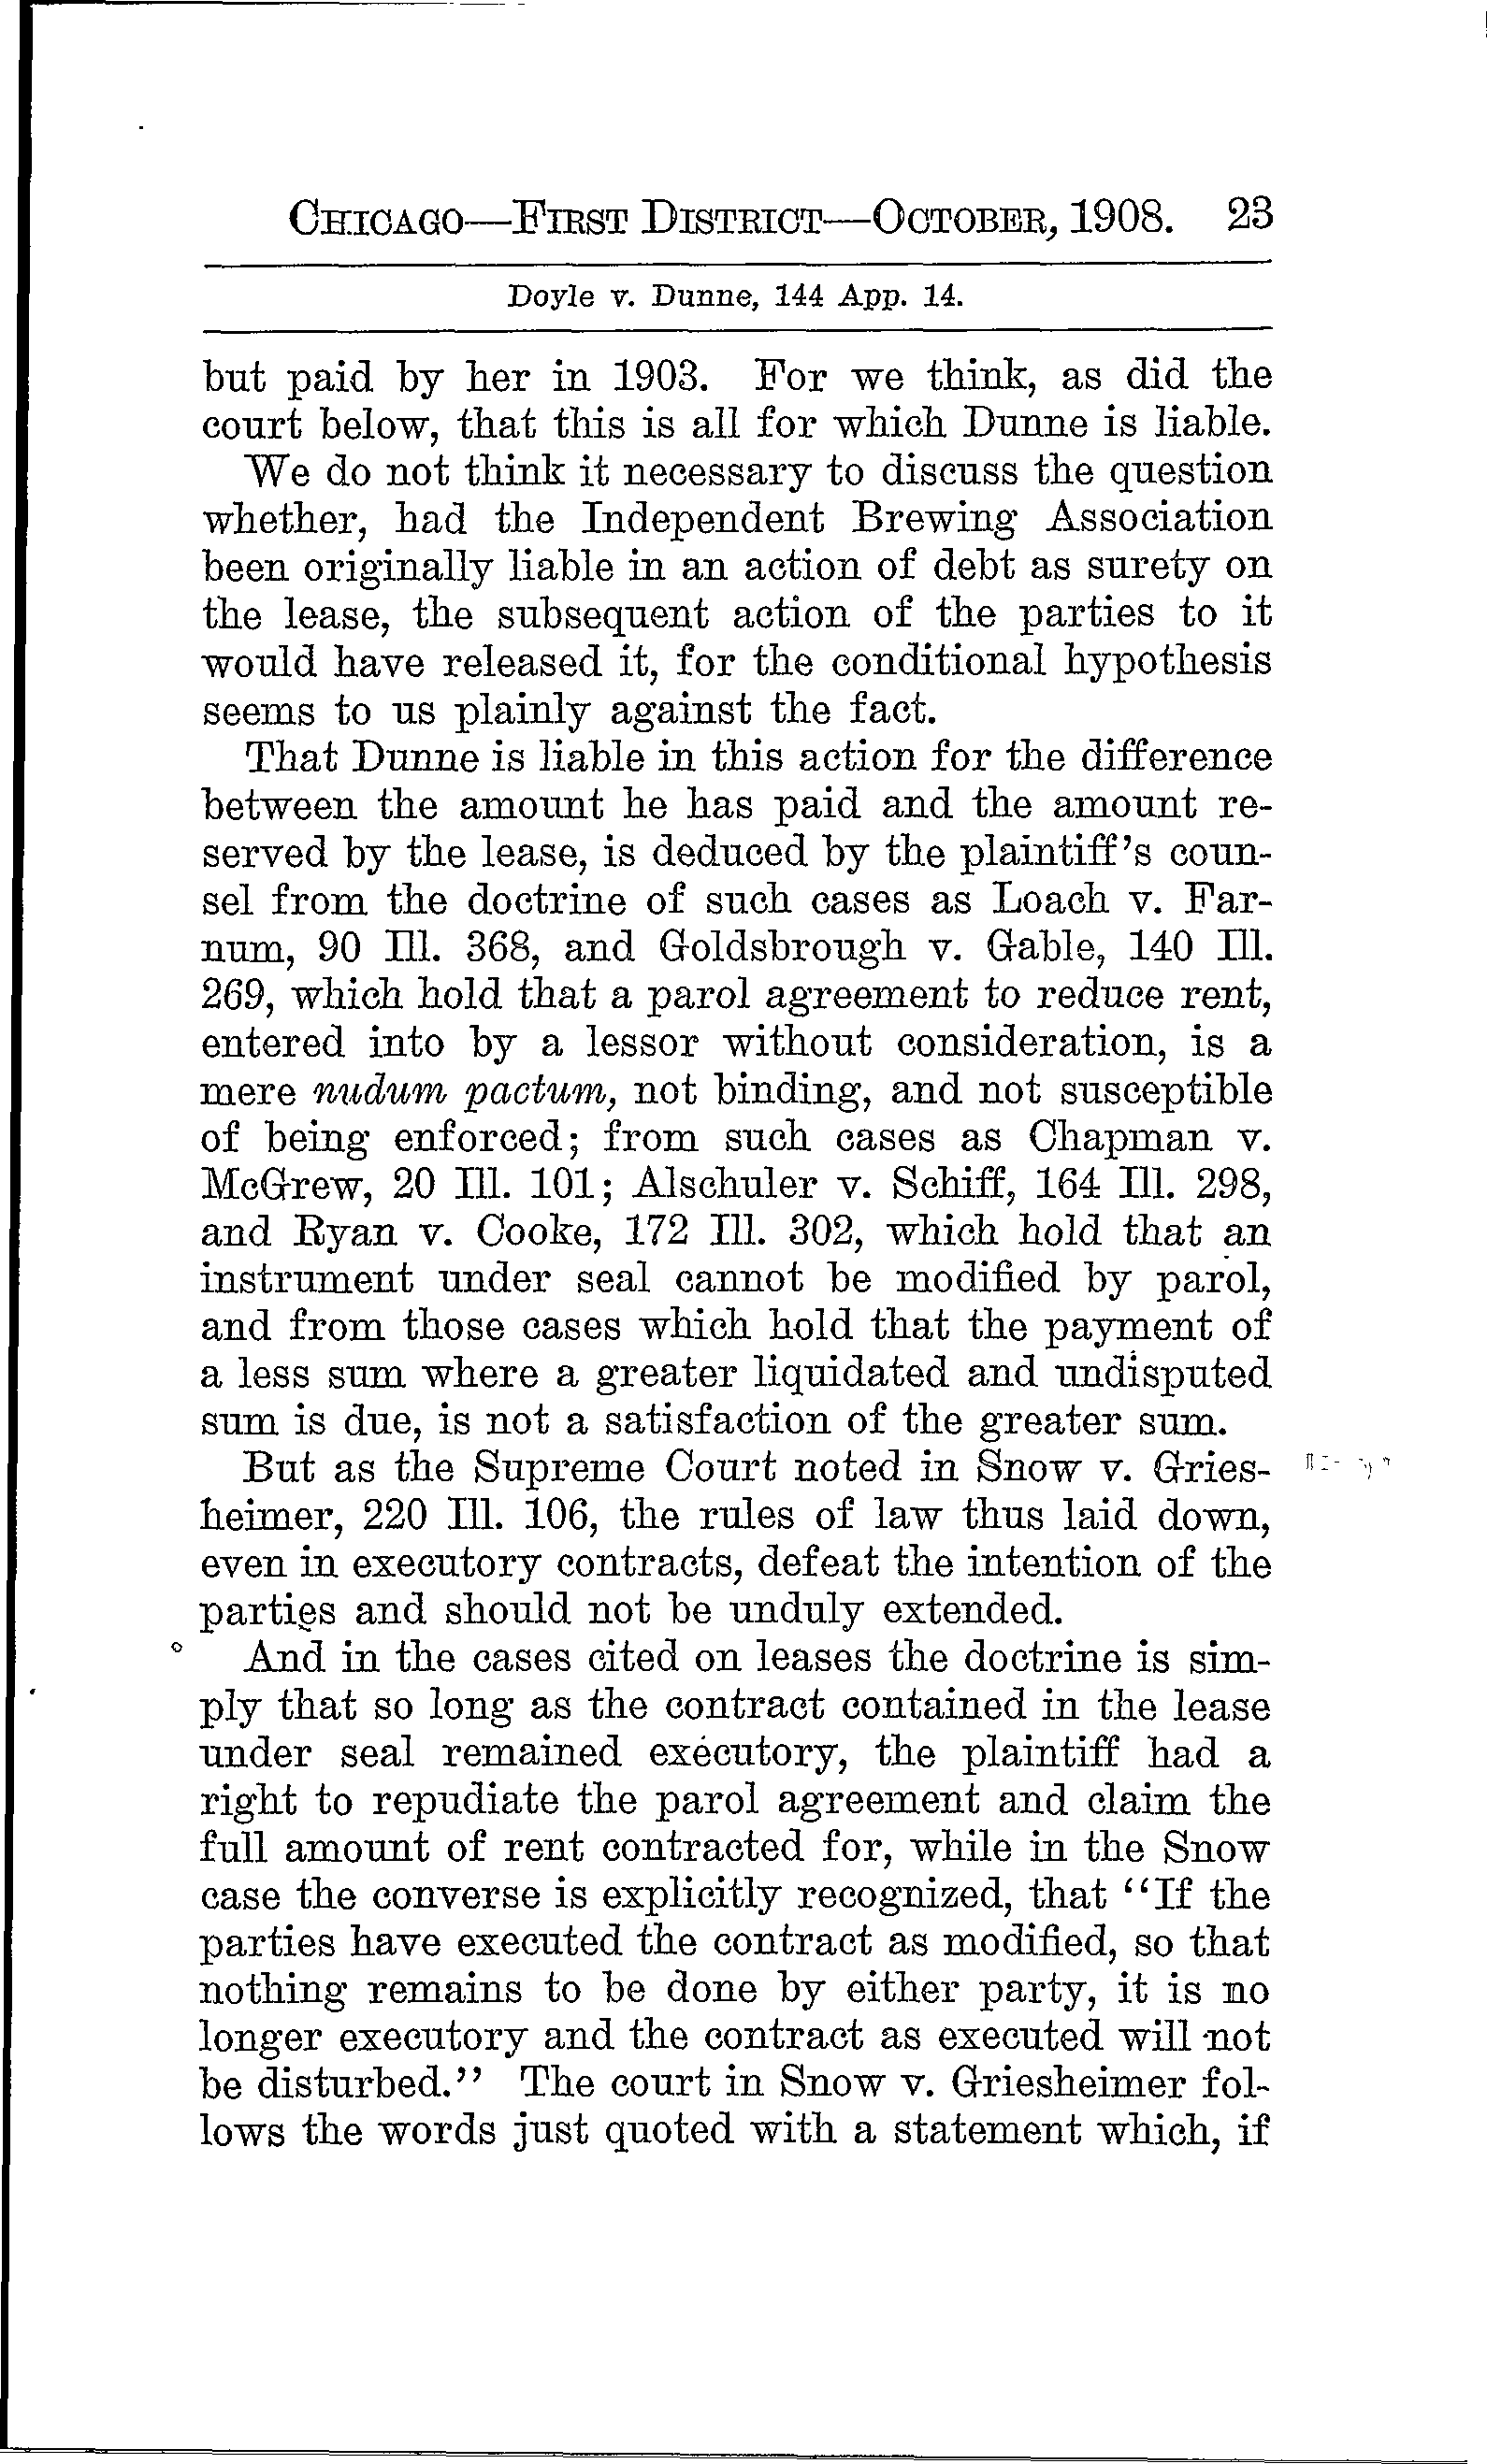 CHICAGO—FIRST DISTRICT—OCTOBER, 1908. 23
Doyle v. Dunne, 144 App. 14.
but paid by her in 1903. For we think, as did the
court below, that this is all for which Dunne is liable.
We do not think it necessary to discuss the question
whether, had the Independent Brewing Association
been originally liable in an action of debt as surety on
the lease, the subsequent action of the parties to it
would have released it, for the conditional hypothesis
seems to us plainly against the fact.
That Dunne is liable in this action for the difference
between the amount he has paid and the amount re-
served by the lease, is deduced by the plaintiff's coun-
sel from the doctrine of such cases as Loach v. Far-
num, 90 Ill. 368, and Goldsbrough v. Gable, 140 Ill.
269, which hold that a parol agreement to reduce rent,
entered into by a lessor without consideration, is a
mere nudum pactum, not binding, and not susceptible
of being enforced; from such cases as Chapman v.
McGrew, 20 Ill. 101; Alschuler v. Schiff, 164 Ill. 298,
and Ryan v. Cooke, 172 Ill. 302, which hold that an
instrument under seal cannot be modified by parol,
and from those cases which hold that the payment of
a less sum where a greater liquidated and undisputed
sum is due, is not a satisfaction of the greater sum.
But as the Supreme Court noted in Snow v. Gries-
heimer, 220 Ill. 106, the rules of law thus laid down,
even in executory contracts, defeat the intention of the
parties and should not be unduly extended.
And in the cases cited on leases the doctrine is sim-
ply that so long as the contract contained in the lease
under seal remained executory, the plaintiff had a
right to repudiate the parol agreement and claim the
full amount of rent contracted for, while in the Snow
case the converse is explicitly recognized, that "If the
parties have executed the contract as modified, so that
nothing remains to be done by either party, it is no
longer executory and the contract as executed will not
be disturbed." The court in Snow v. Griesheimer fol-
lows the words just quoted with a statement which, if